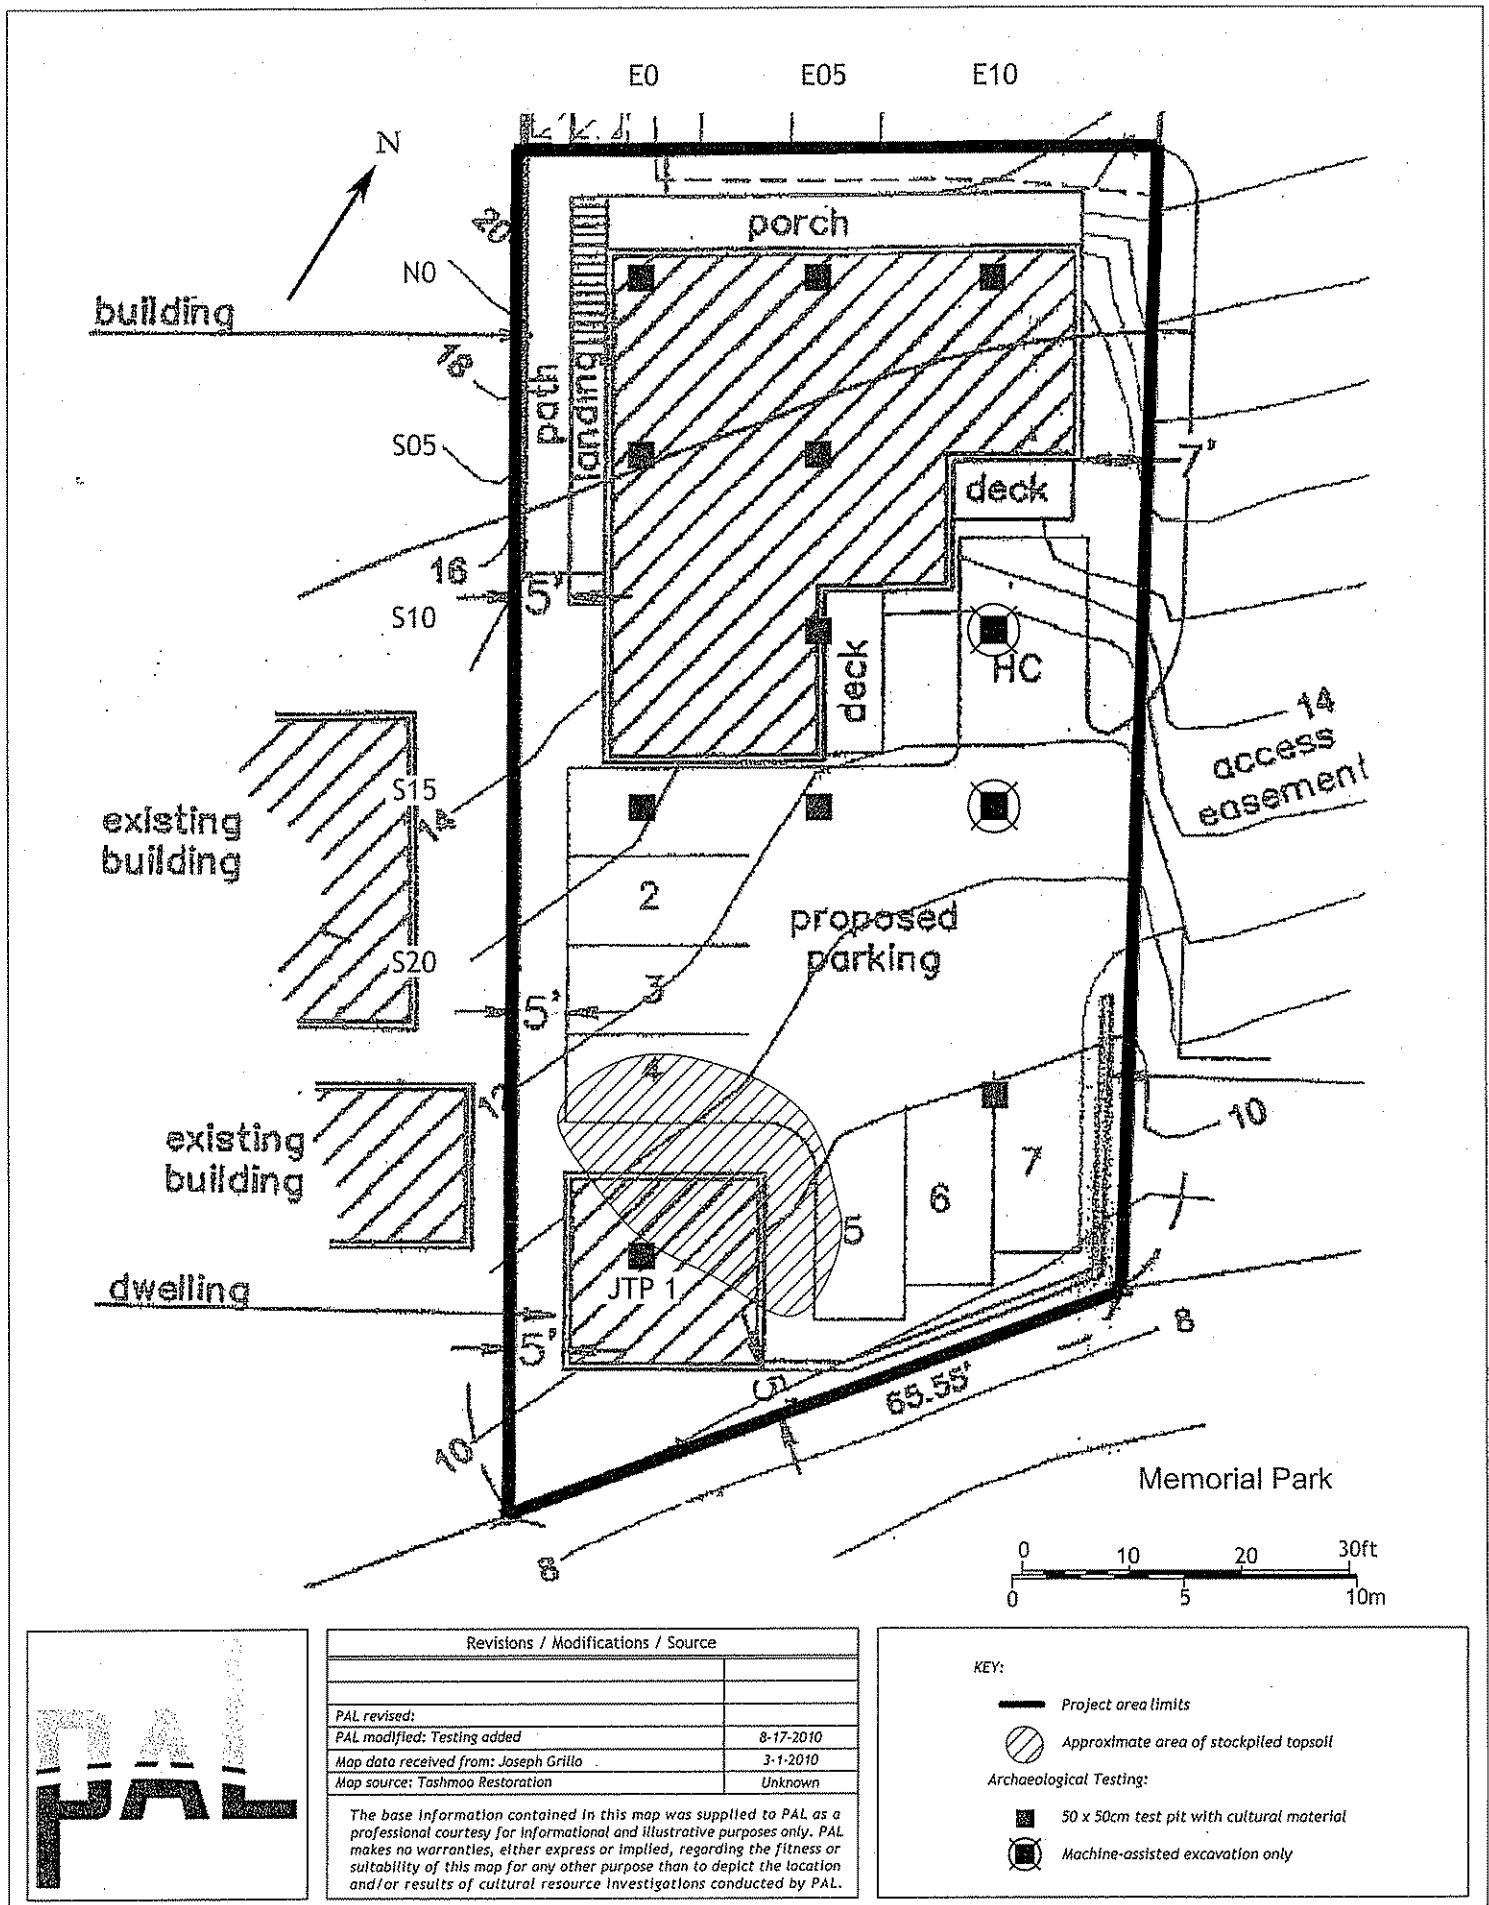 E0 E05 E10
N
20
porch
N0
building
18
path
landing
S05
7'
deck
16
5'
S10
HC
deck
14
access
easement
S15
14
existing
building
2
proposed
parking
S20
3
5'
4
12
10
existing
building
7
6
5
JTP 1
dwelling
5'
8
5'
65.55'
10
Memorial Park
8
0 10 20 30ft
0 5 10m
PAL
Revisions / Modifications / Source
PAL revised:
PAL modified: Testing added 8-17-2010
Map data received from: Joseph Grillo 3-1-2010
Map source: Tashmoo Restoration Unknown
The base information contained in this map was supplied to PAL as a
professional courtesy for informational and illustrative purposes only. PAL
makes no warranties, either express or implied, regarding the fitness or
suitability of this map for any other purpose than to depict the location
and/or results of cultural resource investigations conducted by PAL.
KEY:
Project area limits
Approximate area of stockpiled topsoil
Archaeological Testing:
50 x 50cm test pit with cultural material
Machine-assisted excavation only